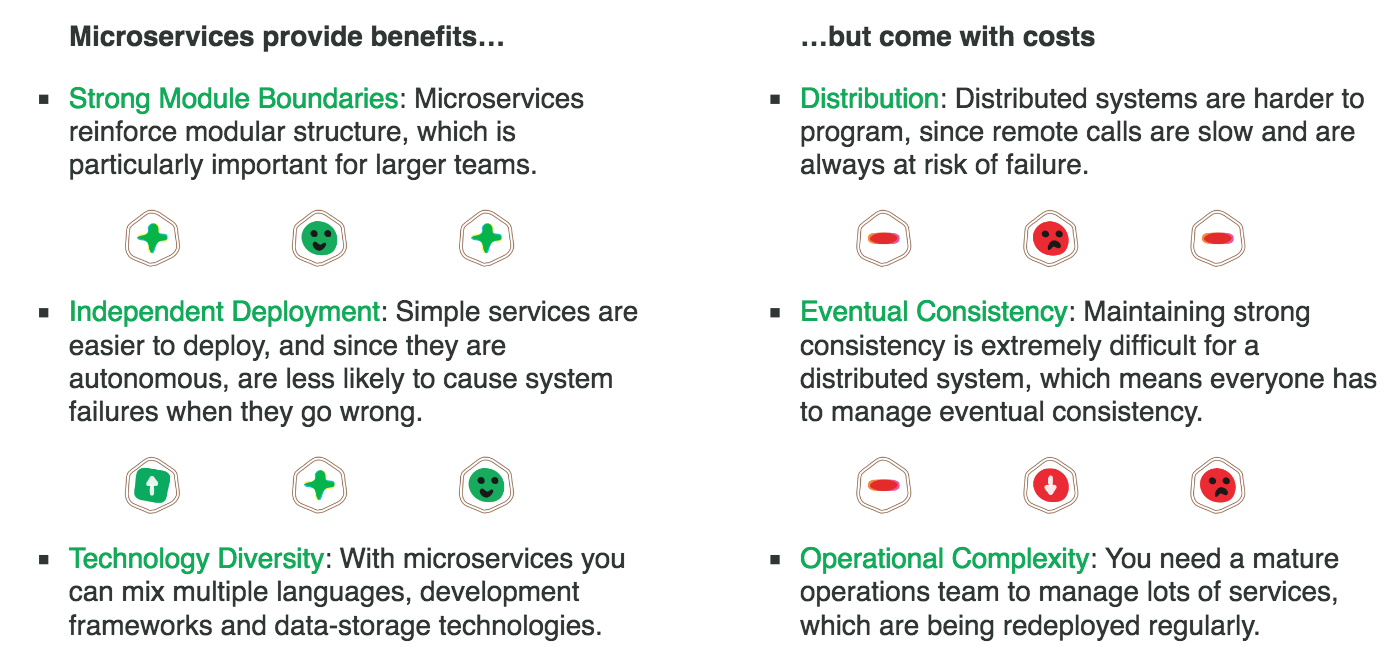 Microservices provide benefits…
▪ Strong Module Boundaries: Microservices
reinforce modular structure, which is
particularly important for larger teams.
▪ Independent Deployment: Simple services are
easier to deploy, and since they are
autonomous, are less likely to cause system
failures when they go wrong.
▪ Technology Diversity: With microservices you
can mix multiple languages, development
frameworks and data-storage technologies.
…but come with costs
▪ Distribution: Distributed systems are harder to
program, since remote calls are slow and are
always at risk of failure.
▪ Eventual Consistency: Maintaining strong
consistency is extremely difficult for a
distributed system, which means everyone has
to manage eventual consistency.
▪ Operational Complexity: You need a mature
operations team to manage lots of services,
which are being redeployed regularly.